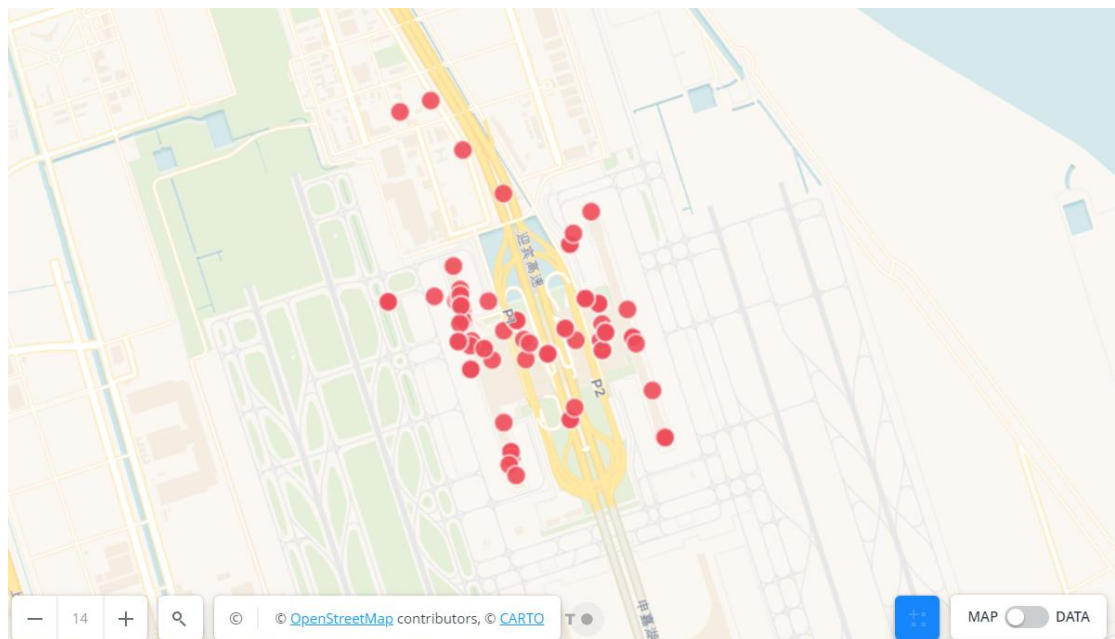 迎宾高速
P1
P2
申嘉湖
14
©
© OpenStreetMap contributors, © CARTO
T
MAP
DATA